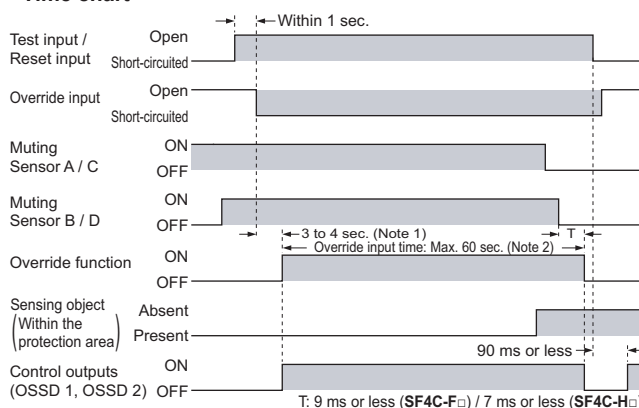 Within 1 sec.
Test input /
Reset input
Open
Short-circuited
Override input
Open
Short-circuited
Muting
Sensor A / C
ON
OFF
Muting
Sensor B / D
ON
OFF
3 to 4 sec. (Note 1)
T
Override input time: Max. 60 sec. (Note 2)
Override function
ON
OFF
Sensing object
(Within the
protection area)
Absent
Present
90 ms or less
Control outputs
(OSSD 1, OSSD 2)
ON
OFF
T: 9 ms or less (SF4C-F□) / 7 ms or less (SF4C-H□